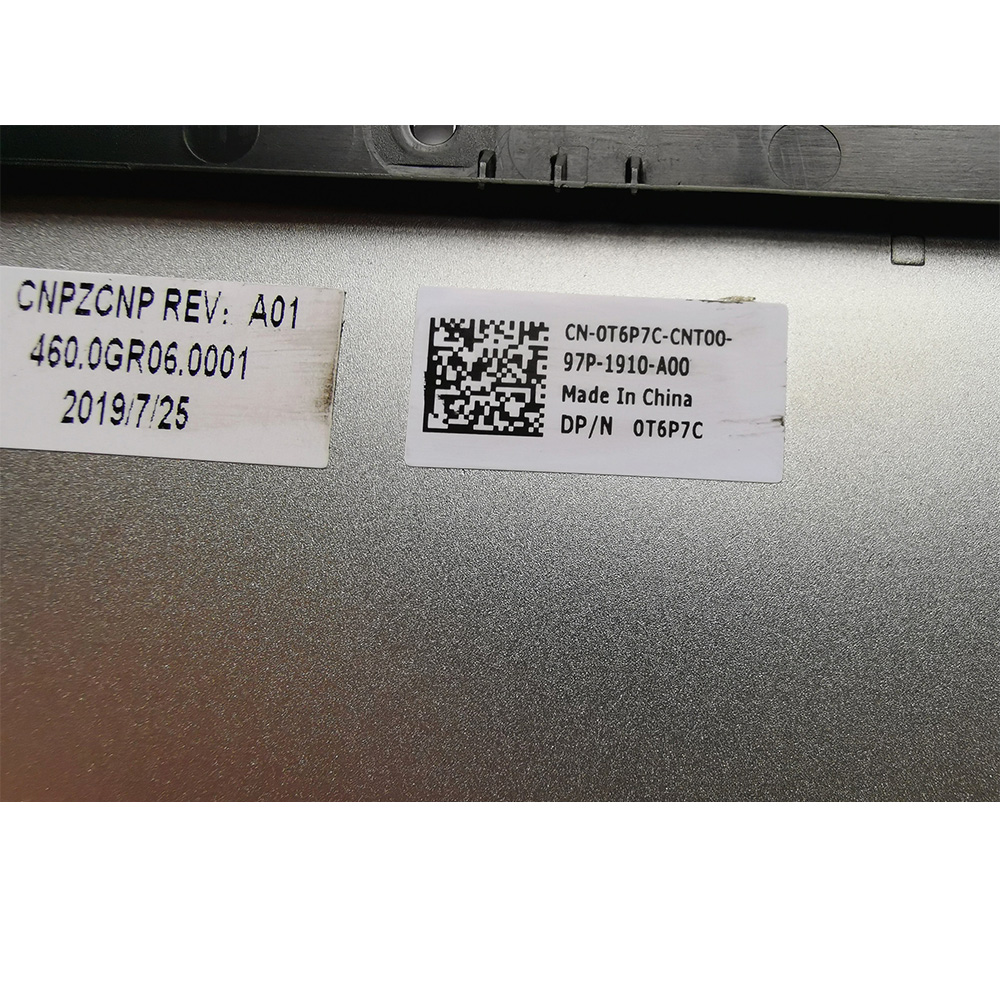 CNPZCNP REV: A01
460.0GR06.0001
2019/7/25
CN-0T6P7C-CNT00-
97P-1910-A00
Made In China
DP/N 0T6P7C